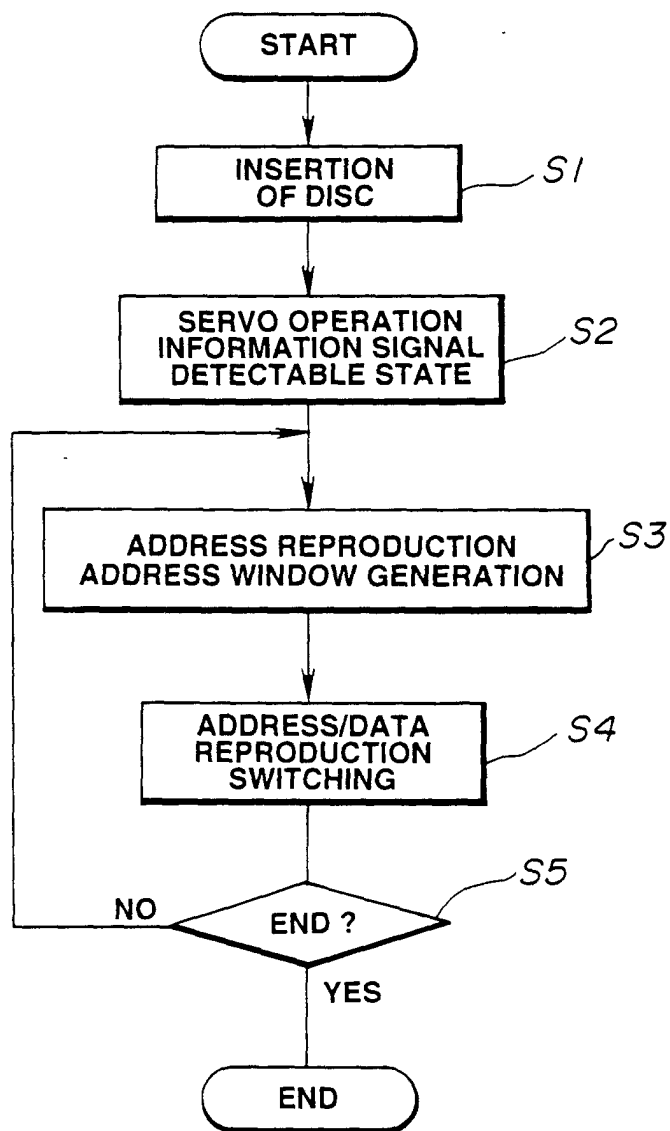 START
INSERTION
OF DISC
S1
SERVO OPERATION
INFORMATION SIGNAL
DETECTABLE STATE
S2
ADDRESS REPRODUCTION
ADDRESS WINDOW GENERATION
S3
ADDRESS/DATA
REPRODUCTION
SWITCHING
S4
END ?
S5
NO
YES
END